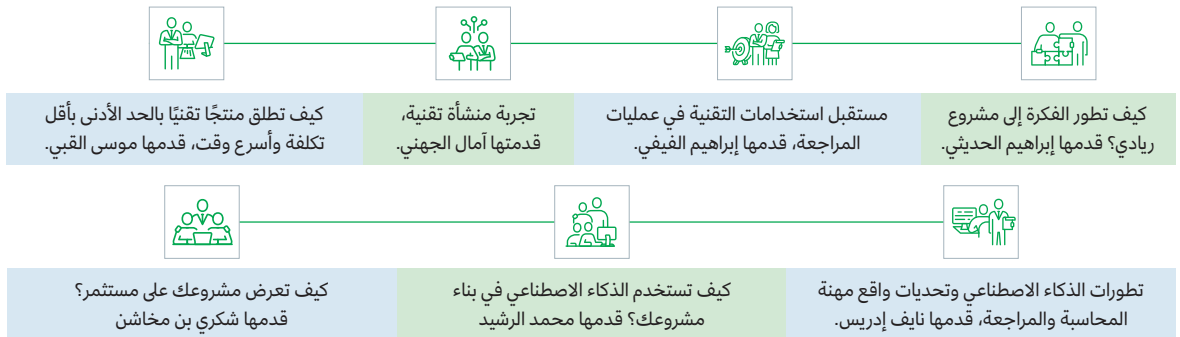 كيف تطور الفكرة إلى مشروع
ريادي؟ قدمها إبراهيم الحديثي.
مستقبل استخدامات التقنية في عمليات
المراجعة، قدمها إبراهيم الفيفي.
تجربة منشأة تقنية،
قدمتها آمال الجهني.
كيف تطلق منتجًا تقنيًا بالحد الأدنى بأقل
تكلفة وأسرع وقت، قدمها موسى القبي.
تطورات الذكاء الاصطناعي وتحديات واقع مهنة
المحاسبة والمراجعة، قدمها نايف إدريس.
كيف تستخدم الذكاء الاصطناعي في بناء
مشروعك؟ قدمها محمد الرشيد
كيف تعرض مشروعك على مستثمر؟
قدمها شكري بن مخاشن